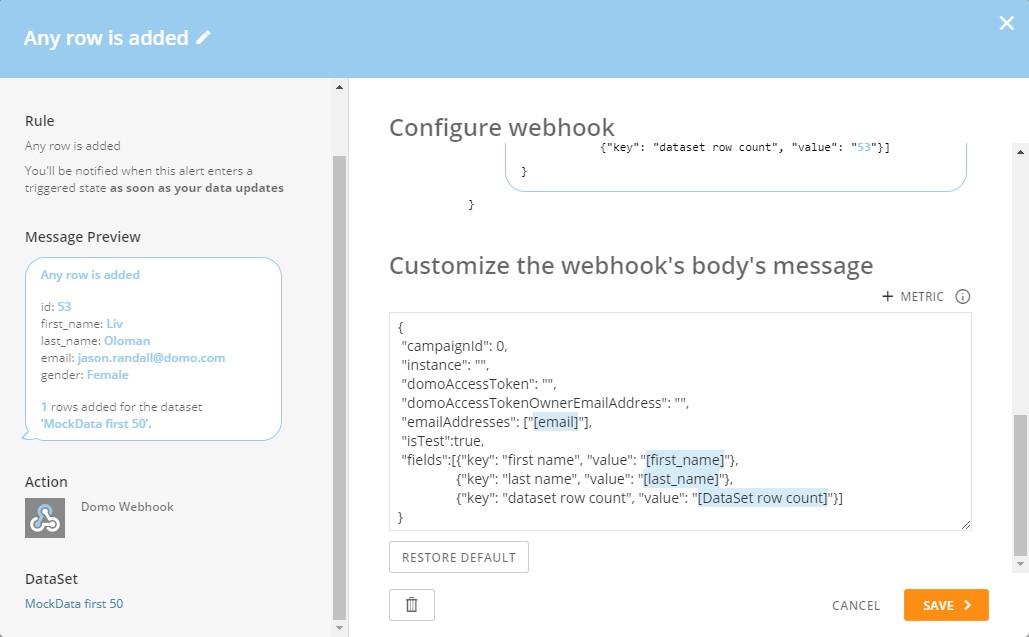 Any row is added
Rule
Any row is added
You'll be notified when this alert enters a
triggered state as soon as your data updates
Message Preview
Any row is added
id: 53
first_name: Liv
last_name: Oloman
email: jason.randall@domo.com
gender: Female
1 rows added for the dataset
'MockData first 50'.
Action
Domo Webhook
DataSet
MockData first 50
Configure webhook
{"key": "dataset row count", "value": "53"}]
}
}
Customize the webhook's body's message
+ METRIC
{
"campaignId": 0,
"instance": "",
"domoAccessToken": "",
"domoAccessTokenOwnerEmailAddress": "",
"emailAddresses": ["[email]"],
"isTest":true,
"fields":[{"key": "first name", "value": "[first_name]"},
{"key": "last name", "value": "[last_name]"},
{"key": "dataset row count", "value": "[DataSet row count]"}]
}
RESTORE DEFAULT
CANCEL
SAVE